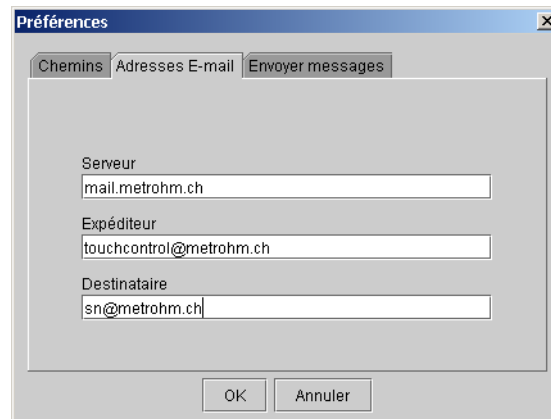 Préférences
Chemins Adresses E-mail Envoyer messages
Serveur
mail.metrohm.ch
Expéditeur
touchcontrol@metrohm.ch
Destinataire
sn@metrohm.ch
OK Annuler